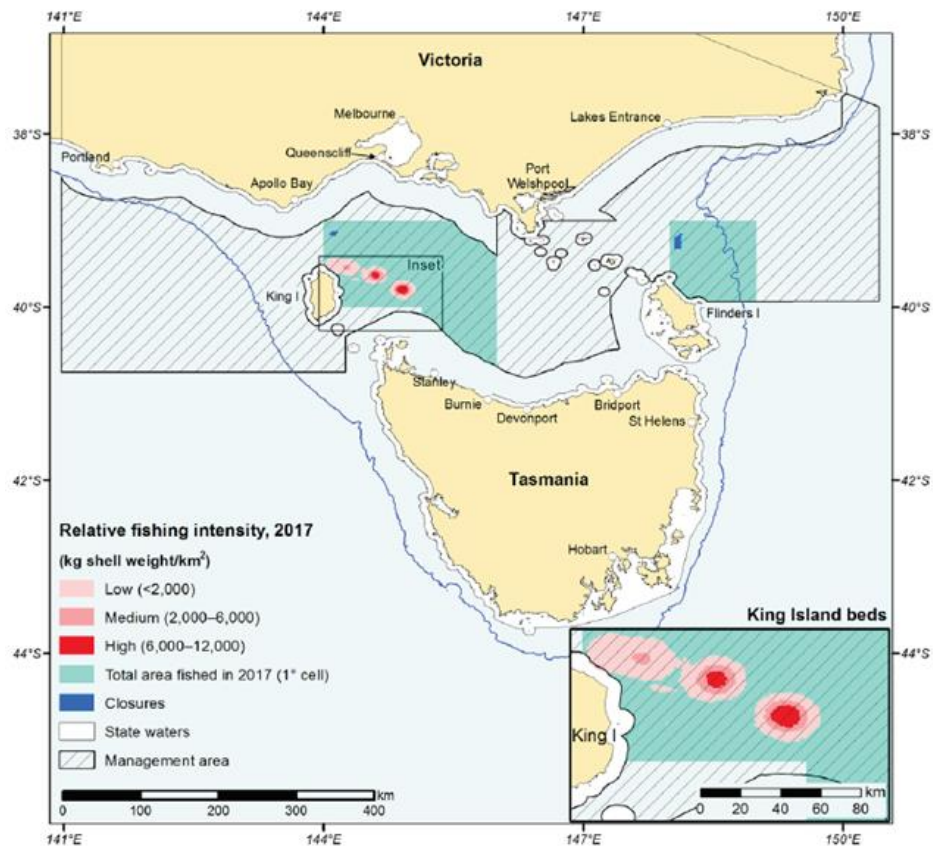 141°E 144°E 147°E 150°E
Victoria
Melbourne
Lakes Entrance
38°S 38°S
Queenscliff
Portland
Port
Welshpool
Apollo Bay
Inset
King I
40°S 40°S
Flinders I
Stanley
Burnie
Bridport
Devonport
St Helens
Tasmania
42°S 42°S
Relative fishing intensity, 2017
(kg shell weight/km²)
Hobart
Low (<2,000)
Medium (2,000–6,000)
High (6,000–12,000)
King Island beds
44°S 44°S
Total area fished in 2017 (1° cell)
Closures
State waters
King I
Management area
km
0 100 200 300 400
km
0 20 40 60 80
141°E 144°E 147°E 150°E